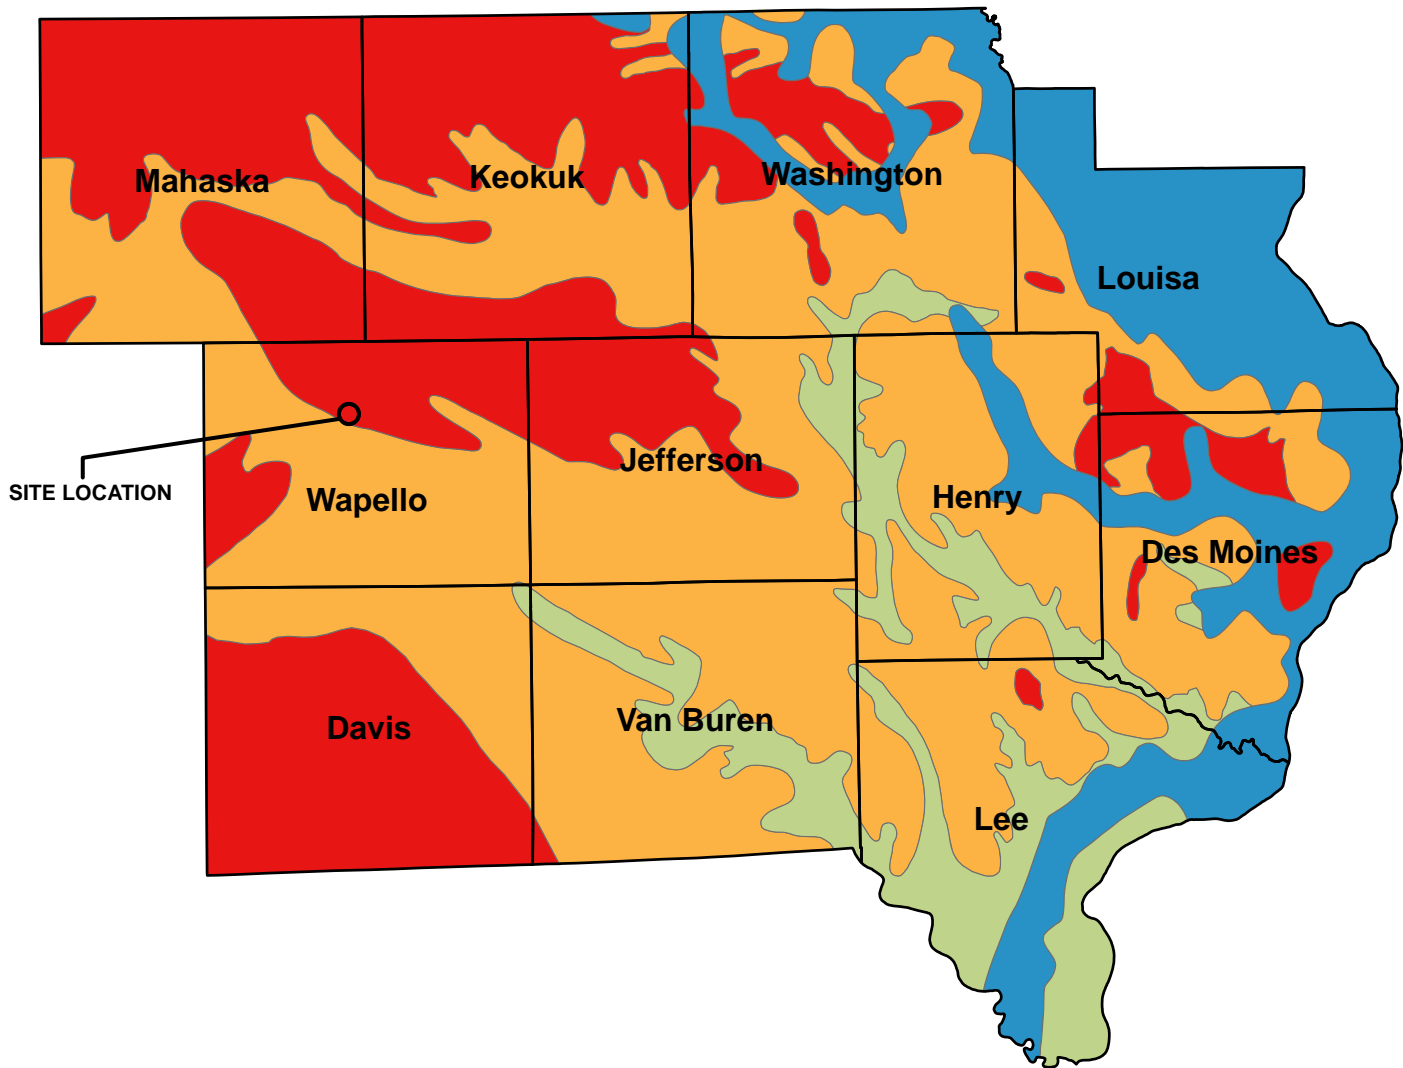 Mahaska
Keokuk
Washington
Louisa
Jefferson
SITE LOCATION
Wapello
Henry
Des Moines
Davis
Van Buren
Lee